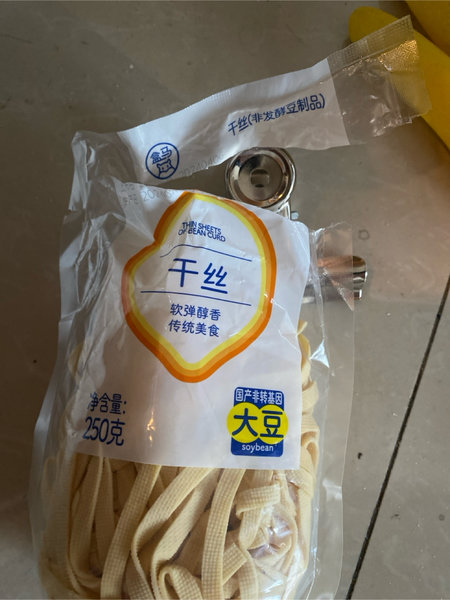 盒马
干丝(非发酵豆制品)
THIN SHEETS
OF BEAN CURD
干丝
软弹醇香
传统美食
净含量:
250克
国产非转基因
大豆
soybean